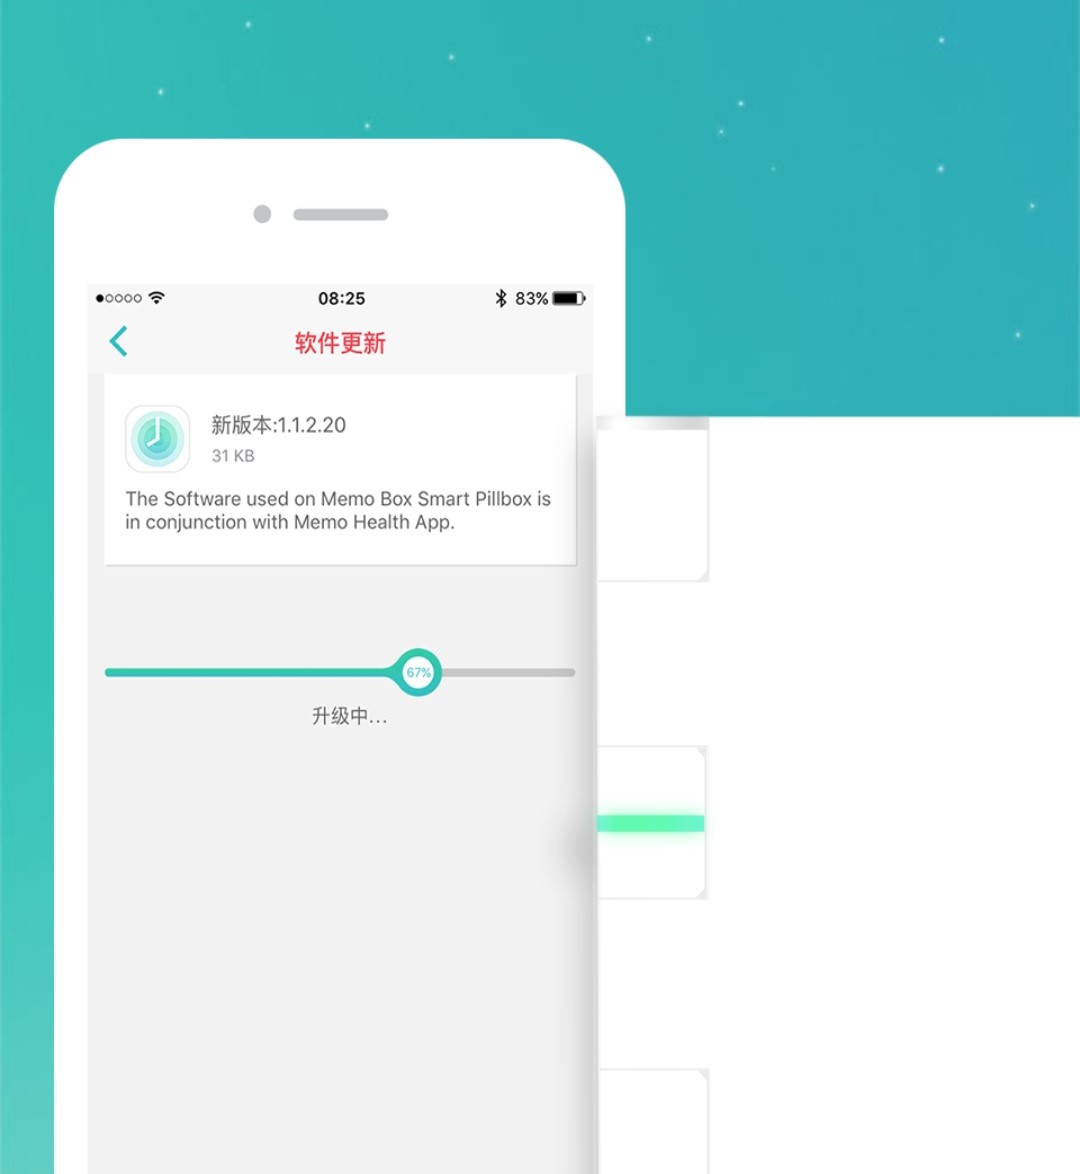 08:25
83%
软件更新
新版本:1.1.2.20
31 KB
The Software used on Memo Box Smart Pillbox is
in conjunction with Memo Health App.
67%
升级中...